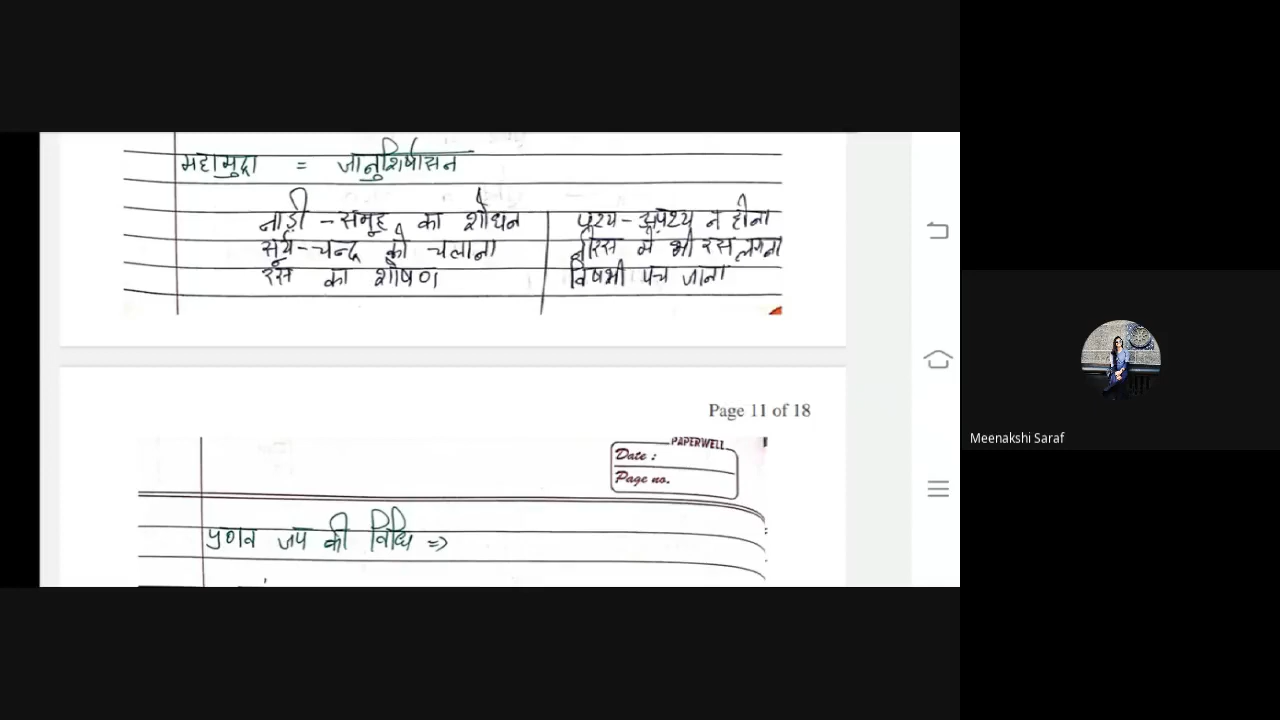 महामुद्रा = जानुशिर्षासन
नाड़ी - समूह का शोधन
सूर्य - चन्द्र को चलाना
रस का शोषण
पथ्य - अपथ्य न होना
नीरस में भी रस लगना
विषभी पच जाना
Page 11 of 18
PAPERWELL
Date :
Page no.
प्रणव जप की विधि =>
Meenakshi Saraf